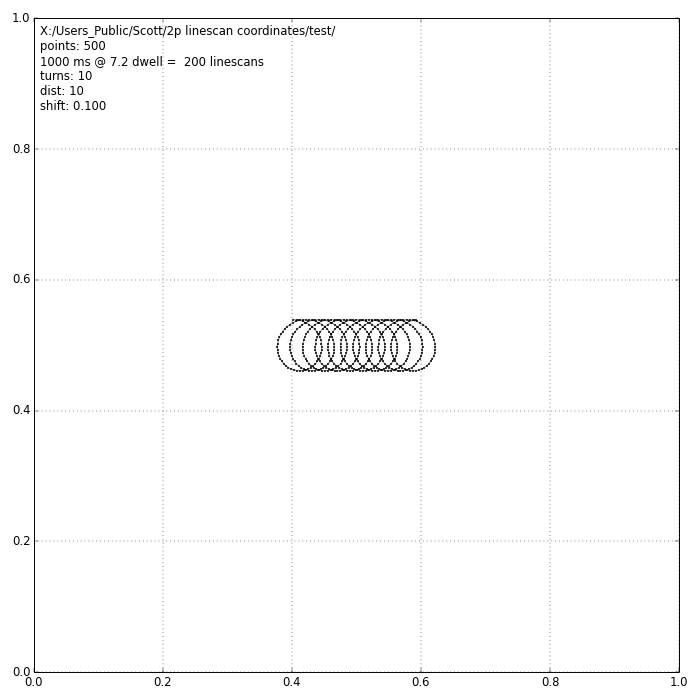 1.0
X:/Users_Public/Scott/2p linescan coordinates/test/
points: 500
1000 ms @ 7.2 dwell =  200 linescans
turns: 10
dist: 10
shift: 0.100
0.8
0.6
0.4
0.2
0.0
0.0 0.2 0.4 0.6 0.8 1.0